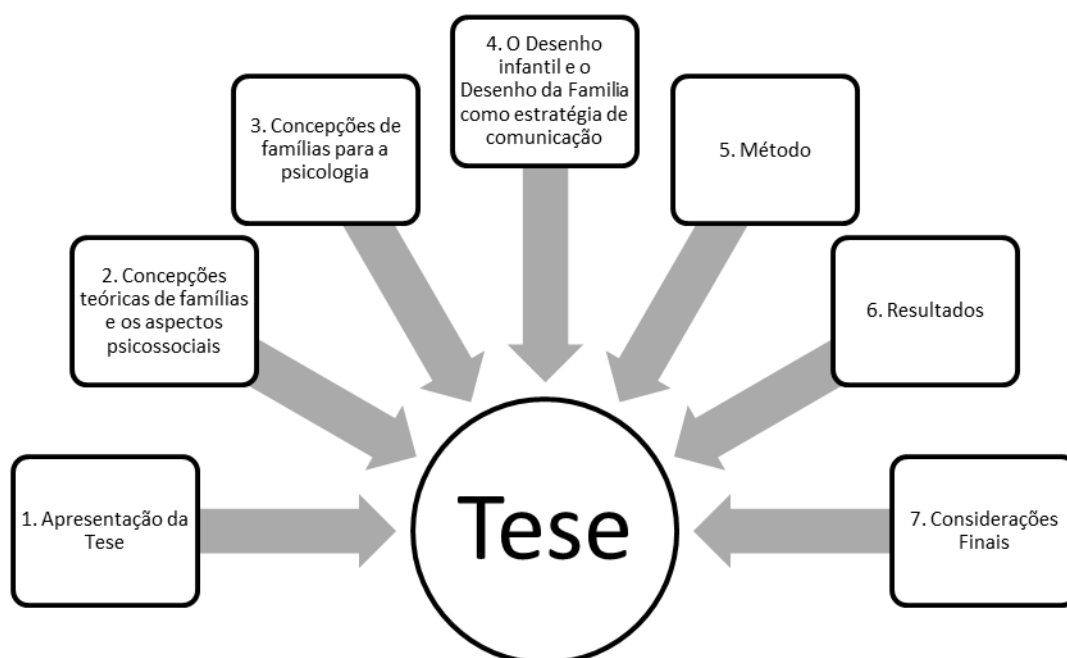 1. Apresentação da
Tese
2. Concepções
teóricas de famílias
e os aspectos
psicossociais
3. Concepções de
famílias para a
psicologia
4. O Desenho
infantil e o
Desenho da Familia
como estratégia de
comunicação
5. Método
6. Resultados
7. Considerações
Finais
Tese